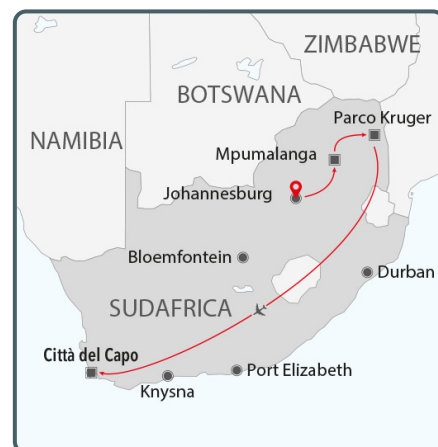 ZIMBABWE
BOTSWANA
Parco Kruger
NAMIBIA
Mpumalanga
Johannesburg
Bloemfontein
Durban
SUDAFRICA
Città del Capo
Port Elizabeth
Knysna